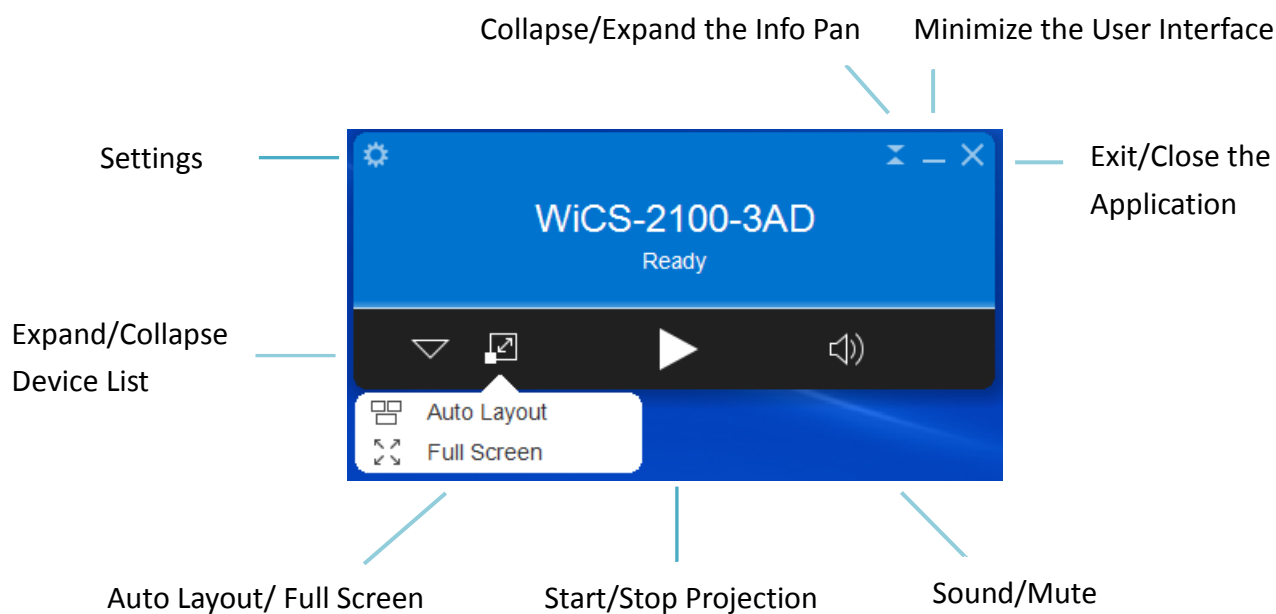 Collapse/Expand the Info Pan
Minimize the User Interface
Settings
Exit/Close the
Application
WiCS-2100-3AD
Ready
Expand/Collapse
Device List
Auto Layout
Full Screen
Auto Layout/ Full Screen
Start/Stop Projection
Sound/Mute